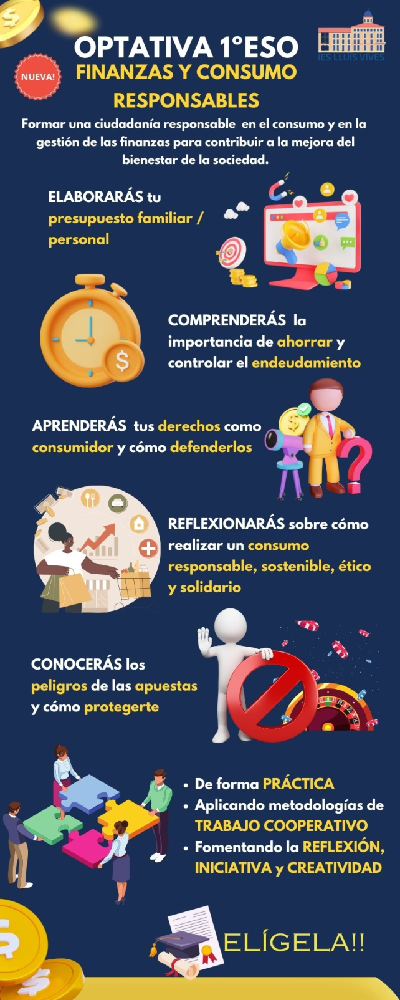 OPTATIVA 1ºESO
IES LLUÍS VIVES
NUEVA!
FINANZAS Y CONSUMO
RESPONSABLES
Formar una ciudadanía responsable en el consumo y en la
gestión de las finanzas para contribuir a la mejora del
bienestar de la sociedad.
ELABORARÁS tu
presupuesto familiar /
personal
COMPRENDERÁS la
importancia de ahorrar y
controlar el endeudamiento
APRENDERÁS tus derechos como
consumidor y cómo defenderlos
REFLEXIONARÁS sobre cómo
realizar un consumo
responsable, sostenible, ético
y solidario
CONOCERÁS los
peligros de las apuestas
y cómo protegerte
• De forma PRÁCTICA
• Aplicando metodologías de
TRABAJO COOPERATIVO
• Fomentando la REFLEXIÓN,
INICIATIVA y CREATIVIDAD
ELÍGELA!!